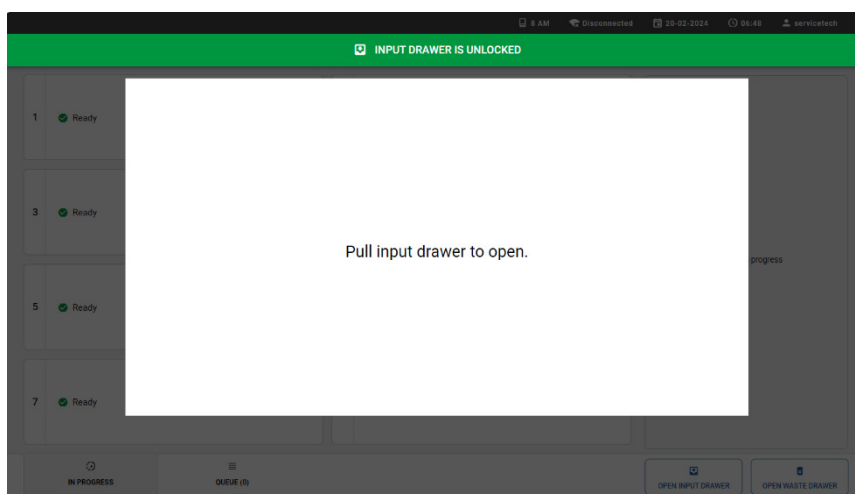 8 AM Disconnected 20-02-2024 06:48 servicetech
INPUT DRAWER IS UNLOCKED
1 Ready
3 Ready
Pull input drawer to open.
progress
5 Ready
7 Ready
IN PROGRESS QUEUE (0) OPEN INPUT DRAWER OPEN WASTE DRAWER